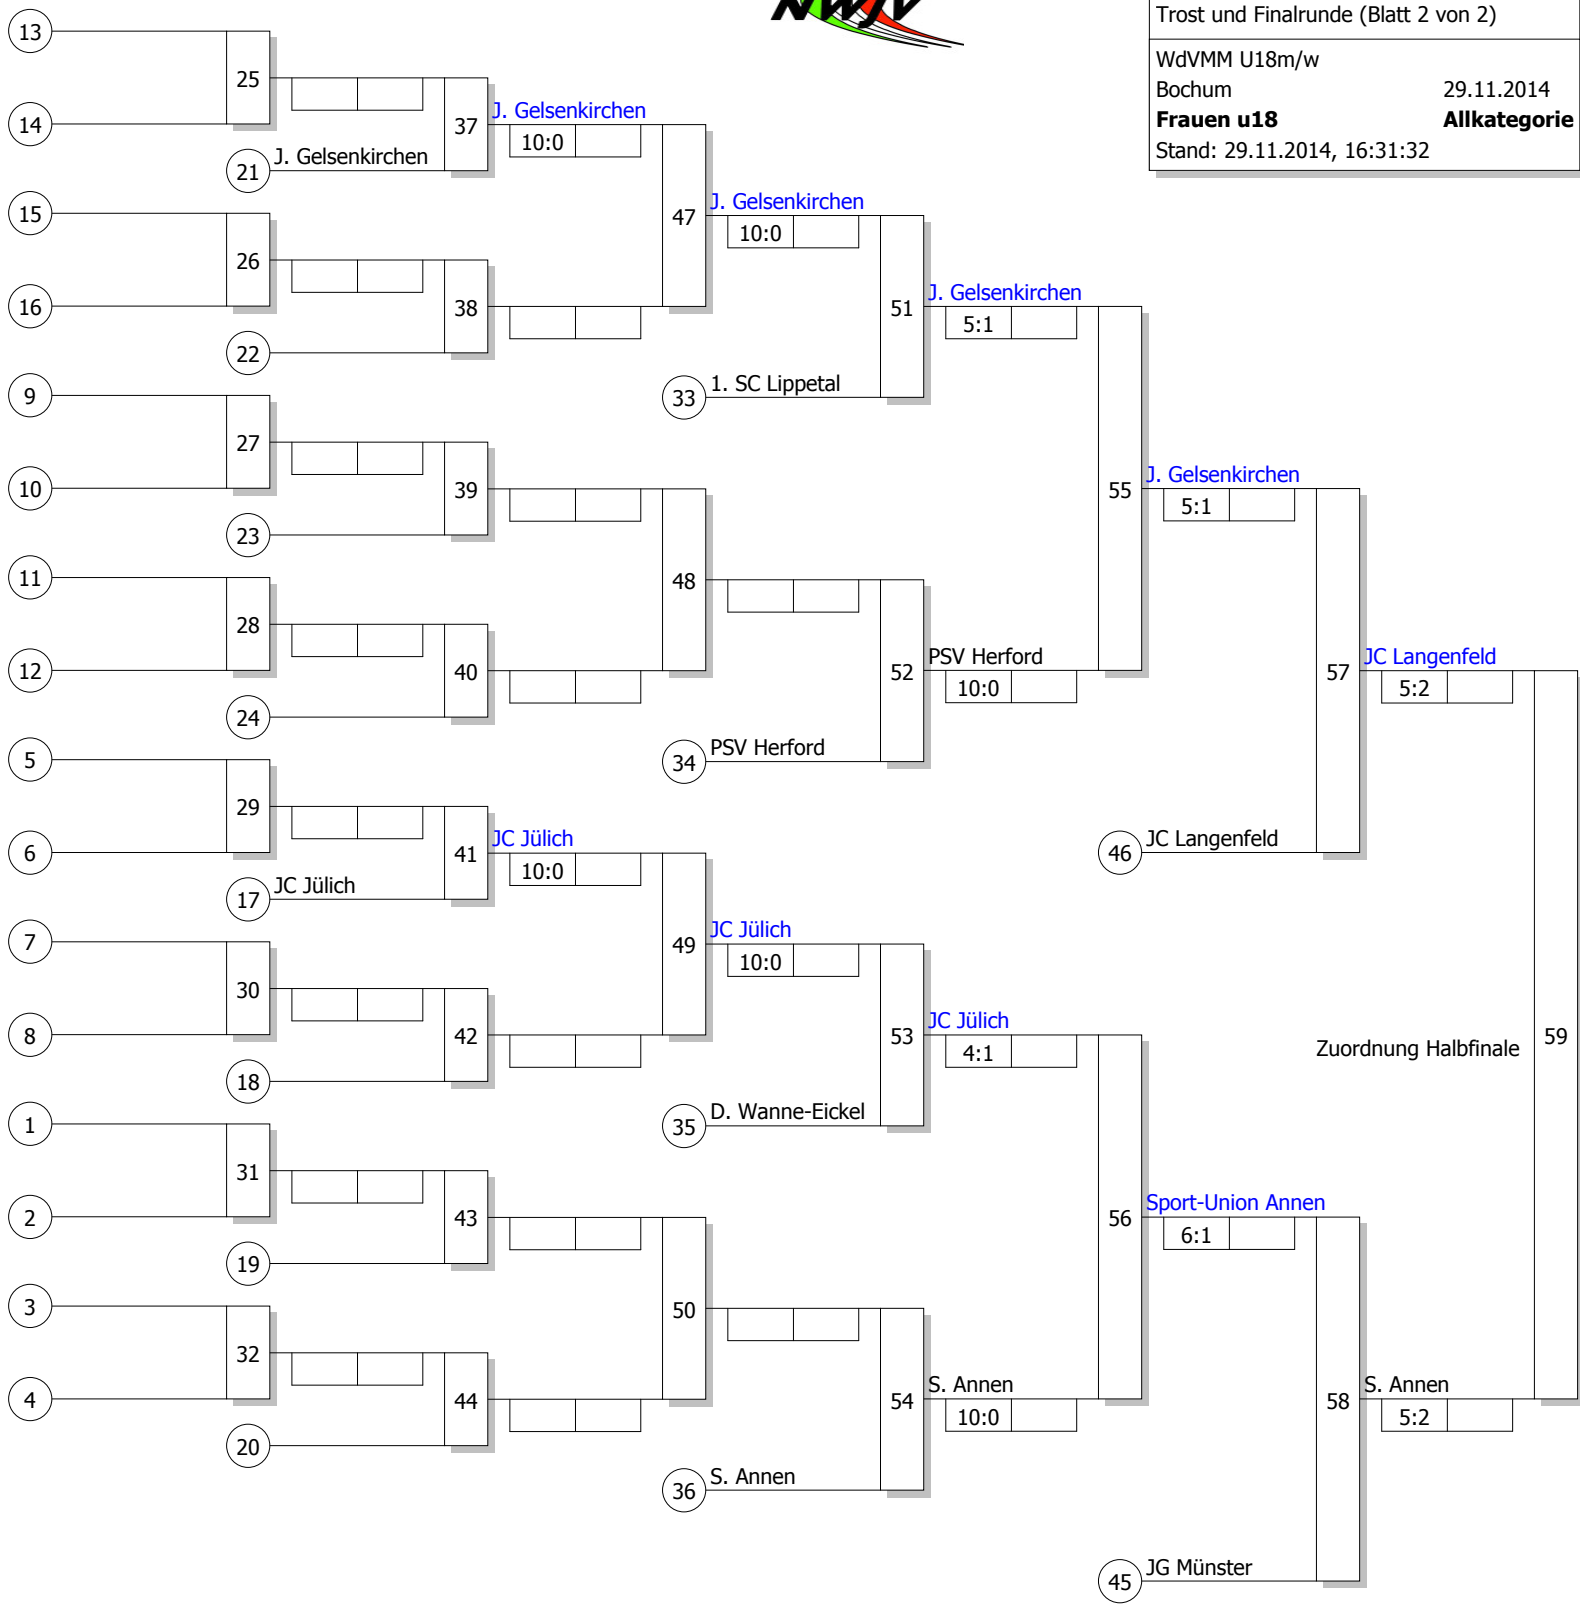 NWJV
Trost und Finalrunde (Blatt 2 von 2)
WdVMM U18m/w
Bochum 29.11.2014
Frauen u18 Allkategorie
Stand: 29.11.2014, 16:31:32
13
25
14
37
J. Gelsenkirchen
10:0
21
J. Gelsenkirchen
15
47
J. Gelsenkirchen
10:0
26
16
38
51
J. Gelsenkirchen
5:1
22
33
1. SC Lippetal
9
27
10
39
55
J. Gelsenkirchen
5:1
23
11
48
28
12
40
52
PSV Herford
10:0
57
JC Langenfeld
5:2
24
5
34
PSV Herford
29
6
41
JC Jülich
10:0
46
JC Langenfeld
17
JC Jülich
7
49
JC Jülich
10:0
30
8
42
53
JC Jülich
4:1
Zuordnung Halbfinale
59
18
1
35
D. Wanne-Eickel
31
2
43
56
Sport-Union Annen
6:1
19
3
50
32
4
44
54
S. Annen
10:0
58
S. Annen
5:2
20
36
S. Annen
45
JG Münster